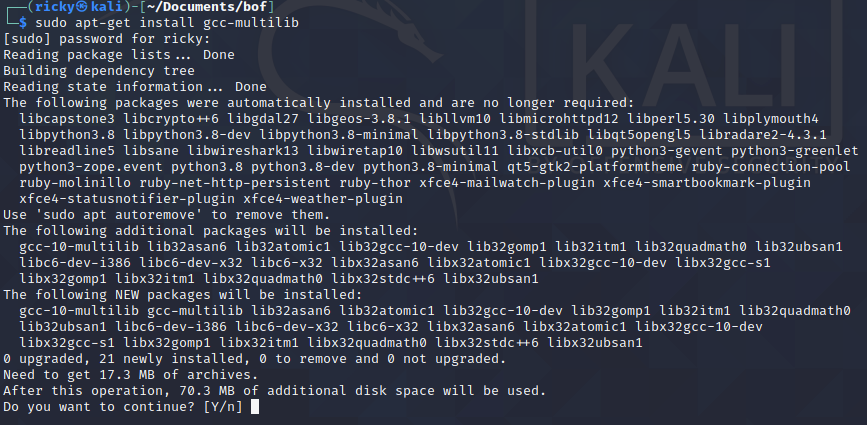 ┌──(ricky㉿kali)-[~/Documents/bof]
└─$ sudo apt-get install gcc-multilib
[sudo] password for ricky:
Reading package lists... Done
Building dependency tree
Reading state information... Done
The following packages were automatically installed and are no longer required:
  libcapstone3 libcrypto++6 libgdal27 libgeos-3.8.1 libllvm10 libmicrohttpd12 libperl5.30 libplymouth4
  libpython3.8 libpython3.8-dev libpython3.8-minimal libpython3.8-stdlib libqt5opengl5 libradare2-4.3.1
  libreadline5 libsane libwireshark13 libwiretap10 libwsutil11 libxcb-util0 python3-gevent python3-greenlet
  python3-zope.event python3.8 python3.8-dev python3.8-minimal qt5-gtk2-platformtheme ruby-connection-pool
  ruby-molinillo ruby-net-http-persistent ruby-thor xfce4-mailwatch-plugin xfce4-smartbookmark-plugin
  xfce4-statusnotifier-plugin xfce4-weather-plugin
Use 'sudo apt autoremove' to remove them.
The following additional packages will be installed:
  gcc-10-multilib lib32asan6 lib32atomic1 lib32gcc-10-dev lib32gomp1 lib32itm1 lib32quadmath0 lib32ubsan1
  libc6-dev-i386 libc6-dev-x32 libc6-x32 libx32asan6 libx32atomic1 libx32gcc-10-dev libx32gcc-s1
  libx32gomp1 libx32itm1 libx32quadmath0 libx32stdc++6 libx32ubsan1
The following NEW packages will be installed:
  gcc-10-multilib gcc-multilib lib32asan6 lib32atomic1 lib32gcc-10-dev lib32gomp1 lib32itm1 lib32quadmath0
  lib32ubsan1 libc6-dev-i386 libc6-dev-x32 libc6-x32 libx32asan6 libx32atomic1 libx32gcc-10-dev
  libx32gcc-s1 libx32gomp1 libx32itm1 libx32quadmath0 libx32stdc++6 libx32ubsan1
0 upgraded, 21 newly installed, 0 to remove and 0 not upgraded.
Need to get 17.3 MB of archives.
After this operation, 70.3 MB of additional disk space will be used.
Do you want to continue? [Y/n]
KALI